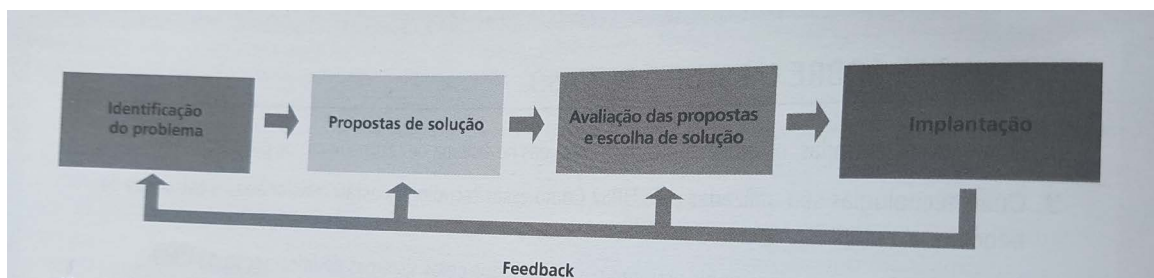 Identificação
do problema
Propostas de solução
Avaliação das propostas
e escolha de solução
Implantação
Feedback